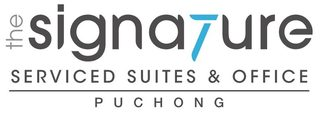 the signa7ure
SERVICED SUITES & OFFICE
PUCHONG